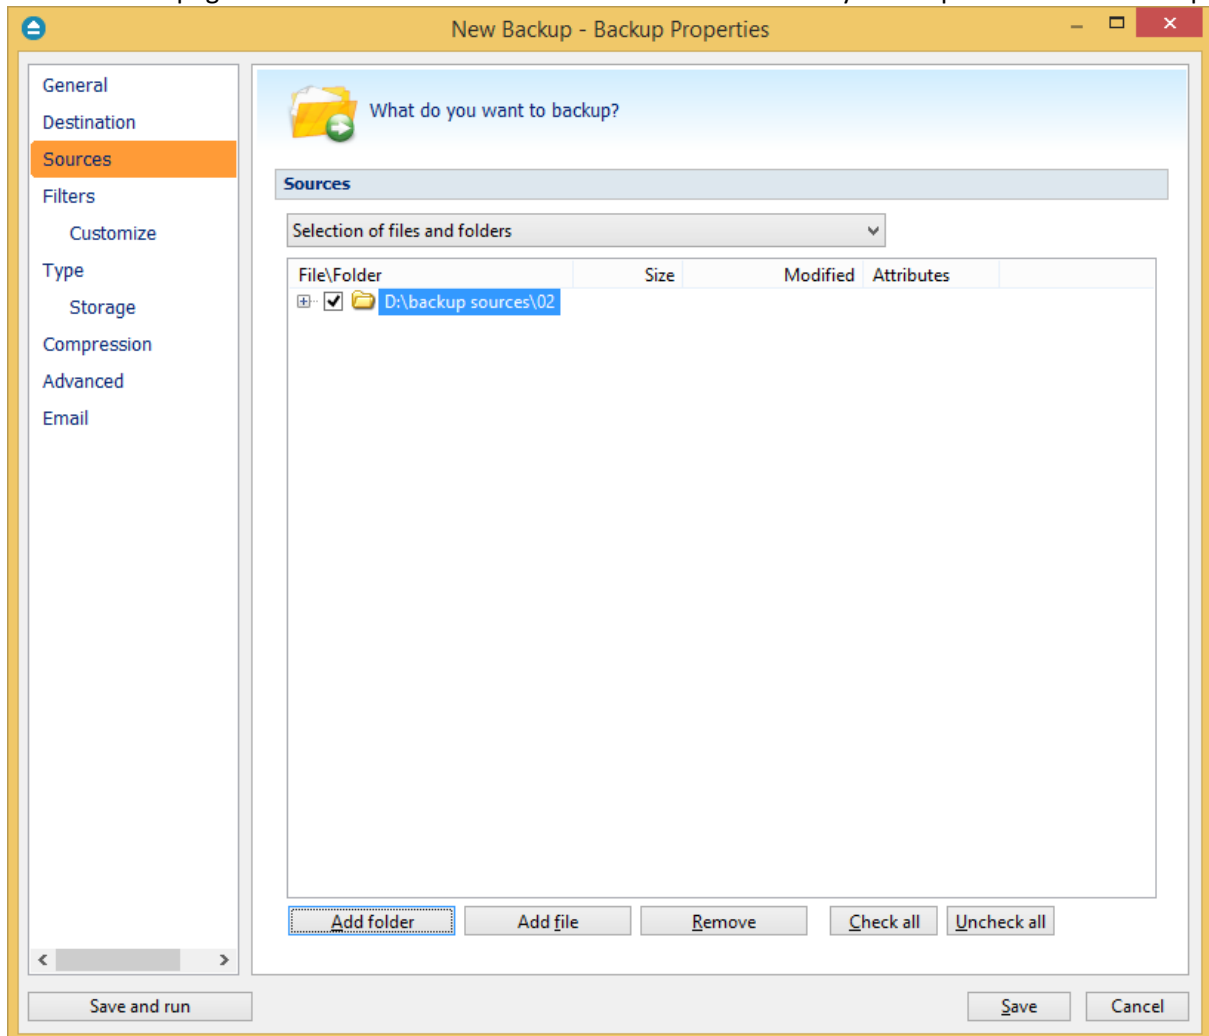 New Backup - Backup Properties
General
Destination
Sources
Filters
Customize
Type
Storage
Compression
Advanced
Email
What do you want to backup?
Sources
Selection of files and folders
File\Folder Size Modified Attributes
D:\backup sources\02
Add folder Add file Remove Check all Uncheck all
Save and run Save Cancel